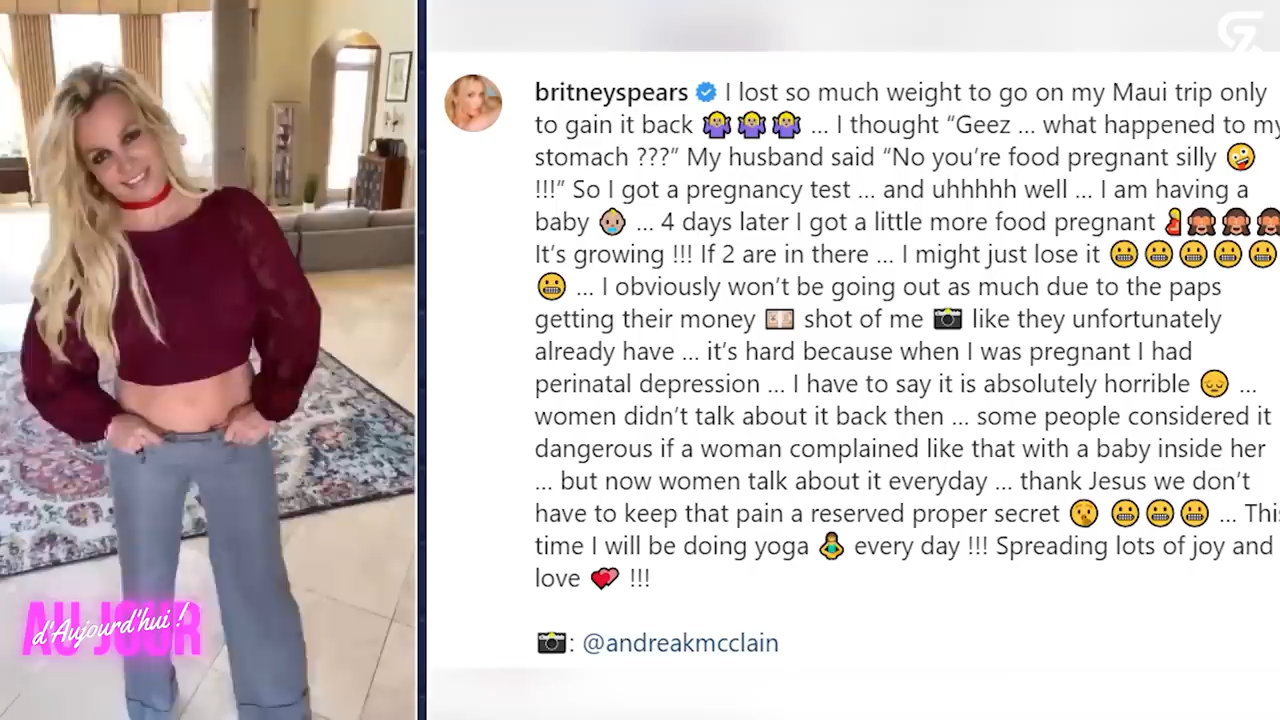 britneyspears I lost so much weight to go on my Maui trip only
to gain it back 🤷‍♀️🤷‍♀️🤷‍♀️ ... I thought “Geez ... what happened to my
stomach ???” My husband said “No you’re food pregnant silly 🤪
!!!” So I got a pregnancy test ... and uhhhhh well ... I am having a
baby 👶🏼 ... 4 days later I got a little more food pregnant 🤰🙈🙈🙈
It’s growing !!! If 2 are in there ... I might just lose it 😬😬😬😬😬
😬 ... I obviously won’t be going out as much due to the paps
getting their money 💵 shot of me 📸 like they unfortunately
already have ... it’s hard because when I was pregnant I had
perinatal depression ... I have to say it is absolutely horrible 😔 ...
women didn’t talk about it back then ... some people considered it
dangerous if a woman complained like that with a baby inside her
... but now women talk about it everyday ... thank Jesus we don’t
have to keep that pain a reserved proper secret 🤫 😬😬😬 ... This
time I will be doing yoga 🧘‍♀️ every day !!! Spreading lots of joy and
love 💕 !!!
📸: @andreakmcclain
AU JOUR
d'Aujourd'hui !